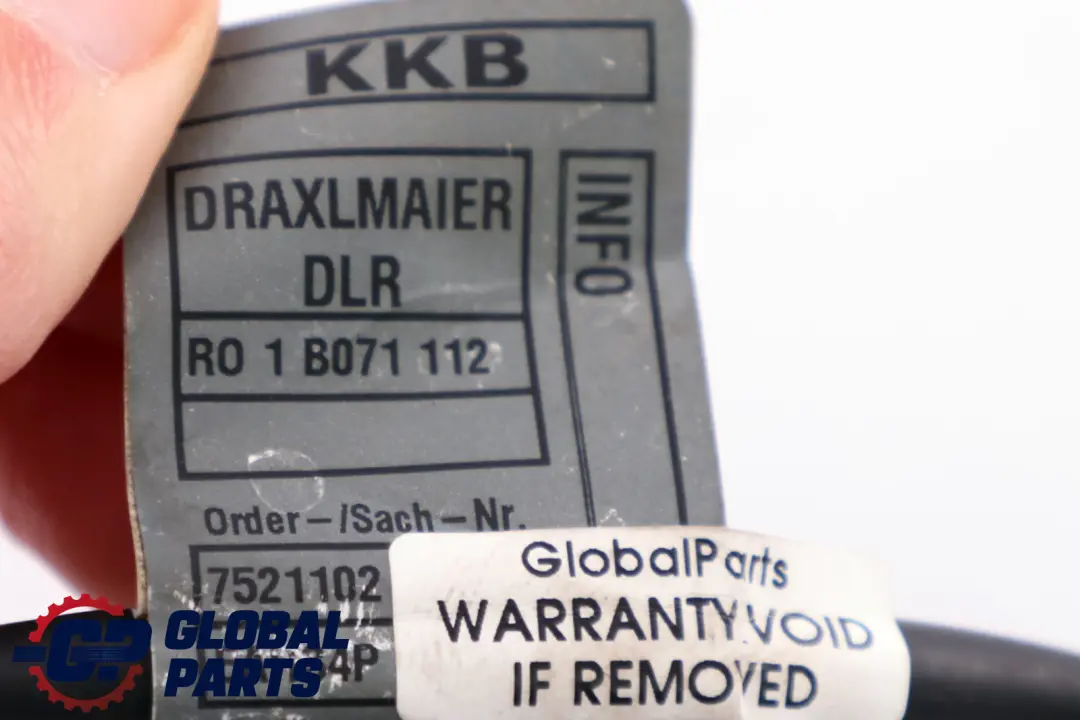 KKB
DRAXLMAIER
DLR
INFO
RO 1 B071 112
Order-/Sach-Nr.
7521102
GlobalParts
WARRANTY VOID
IF REMOVED
GP GLOBAL
PARTS